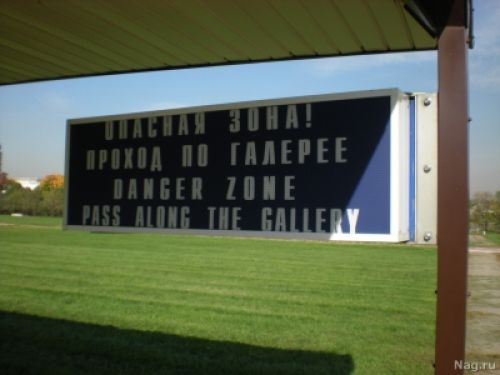 ОПАСНАЯ ЗОНА!
ПРОХОД ПО ГАЛЕРЕЕ
DANGER ZONE
PASS ALONG THE GALLERY
Nag.ru